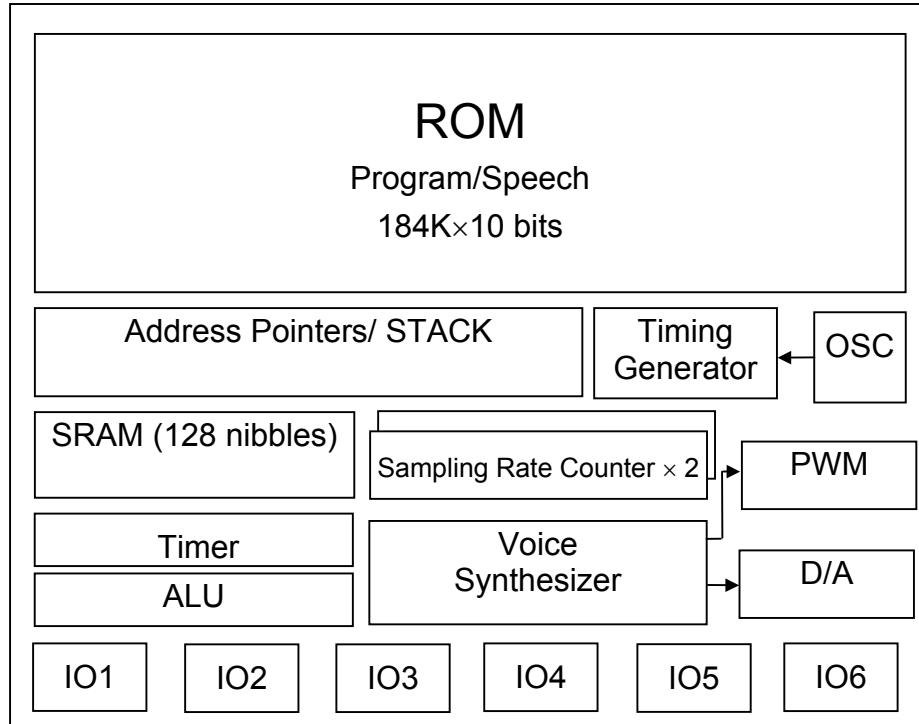 ROM
Program/Speech
184K×10 bits
Address Pointers/ STACK
Timing
Generator
OSC
SRAM (128 nibbles)
Sampling Rate Counter × 2
PWM
Timer
Voice
Synthesizer
D/A
ALU
IO1
IO2
IO3
IO4
IO5
IO6